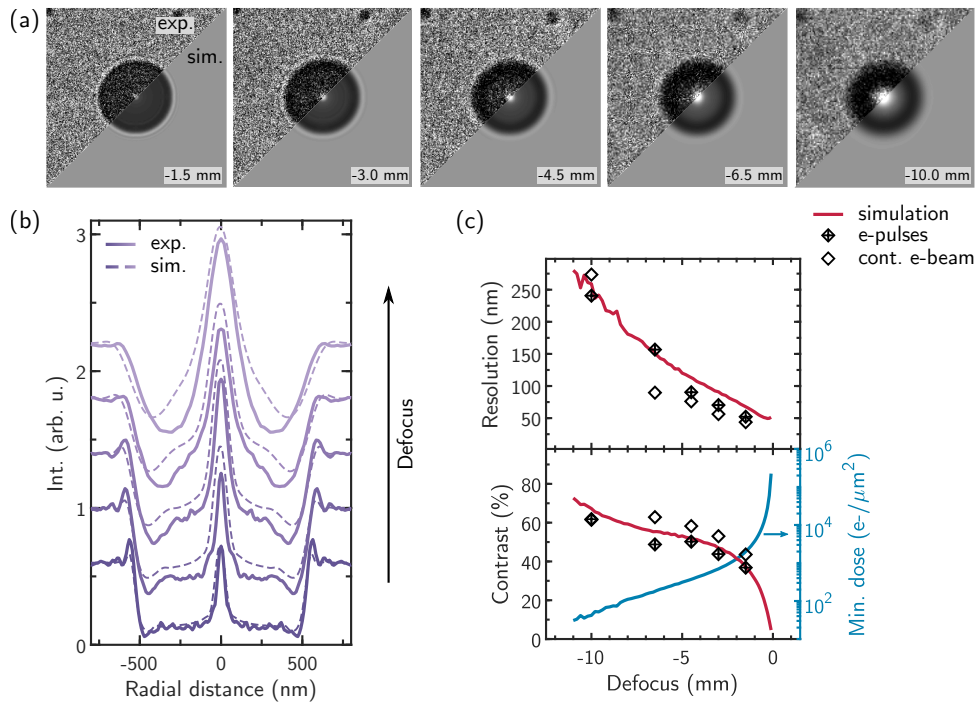 (a)
exp.
sim.
-1.5 mm
-3.0 mm
-4.5 mm
-6.5 mm
-10.0 mm
(b)
exp.
sim.
3
2
1
0
Int. (arb. u.)
-500
0
500
Radial distance (nm)
Defocus
(c)
simulation
e-pulses
cont. e-beam
250
200
150
100
50
Resolution (nm)
80
60
40
20
0
Contrast (%)
10^6
10^4
10^2
Min. dose (e-/μm^2)
-10
-5
0
Defocus (mm)